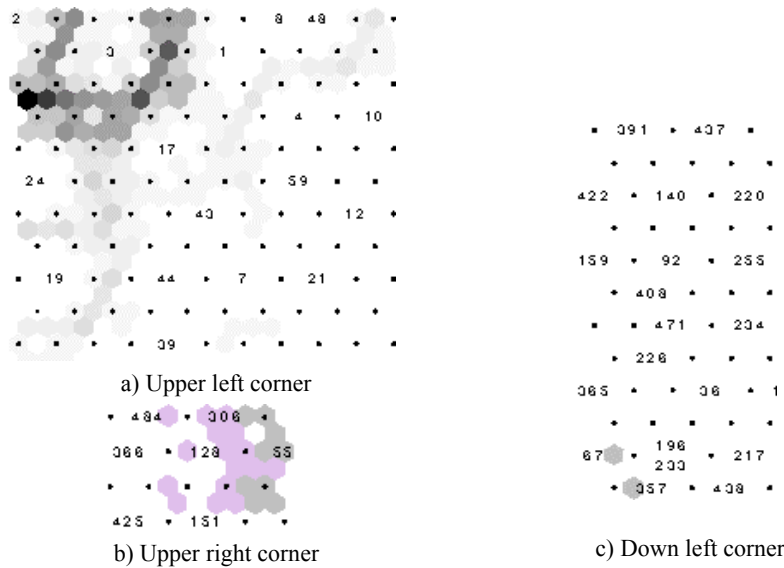 2 8 48
3 1
4 10
17
24 59
43 12
19 44 7 21
39
a) Upper left corner
484 306
366 128 55
425 151
b) Upper right corner
391 437
422 140 220
159 92 255
408
471 234
226
365 36 1
67 196 217
233
357 438
c) Down left corner